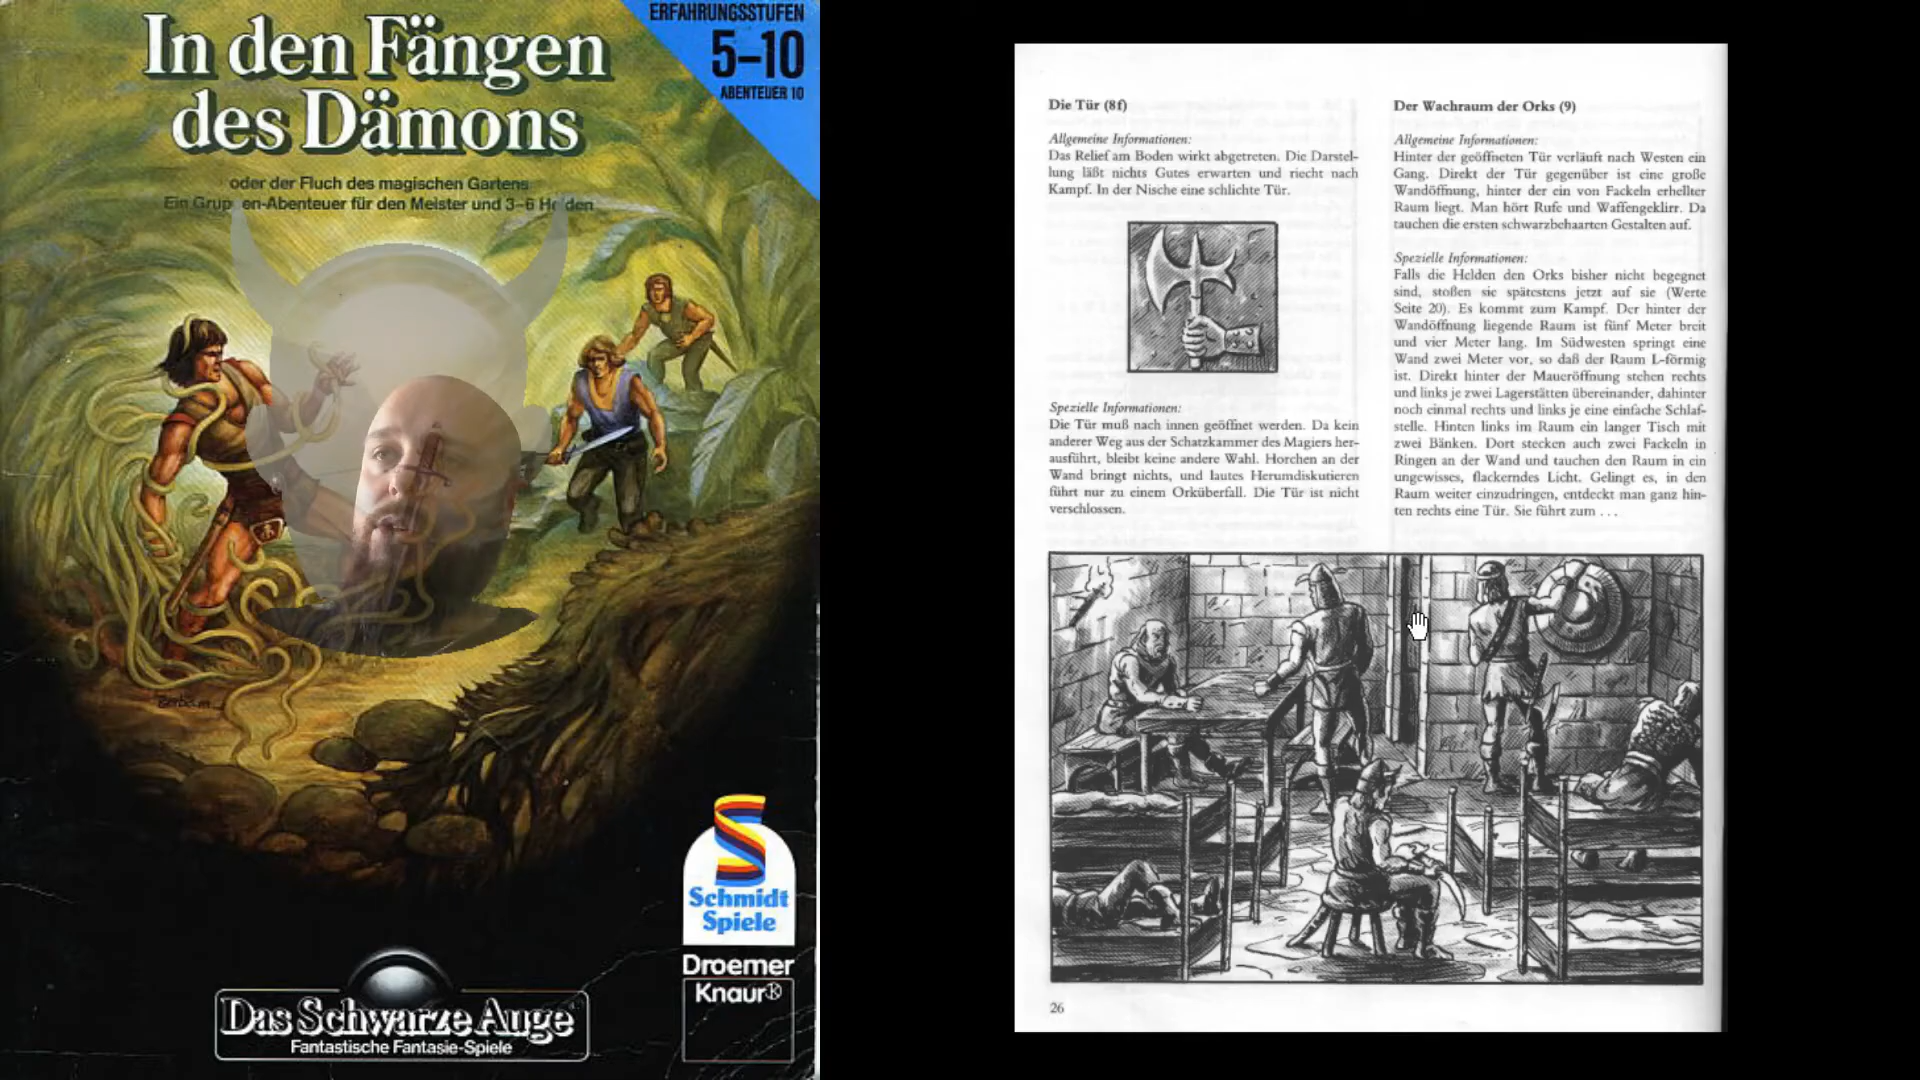 In den Fängen
des Dämons
oder der Fluch des magischen Gartens
Ein Grup en-Abenteuer für den Meister und 3–6 He den
ERFAHRUNGSSTUFEN
5–10
ABENTEUER 10
Schmidt
Spiele
Droemer
Knaur
Das Schwarze Auge
Fantastische Fantasie-Spiele
Die Tür (8f)
Allgemeine Informationen:
Das Relief am Boden wirkt abgetreten. Die Darstel-
lung läßt nichts Gutes erwarten und riecht nach
Kampf. In der Nische eine schlichte Tür.
Spezielle Informationen:
Die Tür muß nach innen geöffnet werden. Da kein
anderer Weg aus der Schatzkammer des Magiers her-
ausführt, bleibt keine andere Wahl. Horchen an der
Wand bringt nichts, und lautes Herumdiskutieren
führt nur zu einem Orküberfall. Die Tür ist nicht
verschlossen.
Der Wachraum der Orks (9)
Allgemeine Informationen:
Hinter der geöffneten Tür verläuft nach Westen ein
Gang. Direkt der Tür gegenüber ist eine große
Wandöffnung, hinter der ein von Fackeln erhellter
Raum liegt. Man hört Rufe und Waffengeklirr. Da
tauchen die ersten schwarzbehaarten Gestalten auf.
Spezielle Informationen:
Falls die Helden den Orks bisher nicht begegnet
sind, stoßen sie spätestens jetzt auf sie (Werte
Seite 20). Es kommt zum Kampf. Der hinter der
Wandöffnung liegende Raum ist fünf Meter breit
und vier Meter lang. Im Südwesten springt eine
Wand zwei Meter vor, so daß der Raum L-förmig
ist. Direkt hinter der Maueröffnung stehen rechts
und links je zwei Lagerstätten übereinander, dahinter
noch einmal rechts und links je eine einfache Schlaf-
stelle. Hinten links im Raum ein langer Tisch mit
zwei Bänken. Dort stecken auch zwei Fackeln in
Ringen an der Wand und tauchen den Raum in ein
ungewisses, flackerndes Licht. Gelingt es, in den
Raum weiter einzudringen, entdeckt man ganz hin-
ten rechts eine Tür. Sie führt zum . . .
26